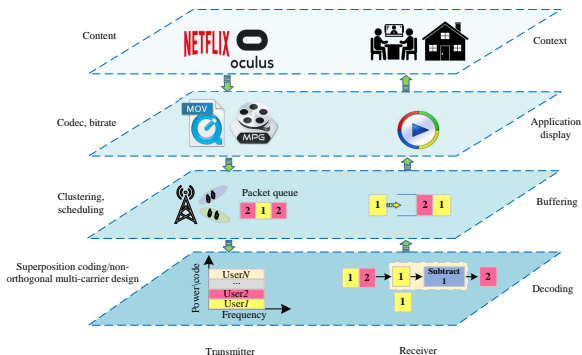 Content
NETFLIX
oculus
Context
Codec, bitrate
MOV
MPG
Application
display
Clustering,
scheduling
Packet queue
2 1 2
1
2 1
Buffering
Superposition coding/non-
orthogonal multi-carrier design
Power\code
UserN
...
User2
User1
Frequency
1 2
1
Subtract
1
2
1
Decoding
Transmitter
Receiver